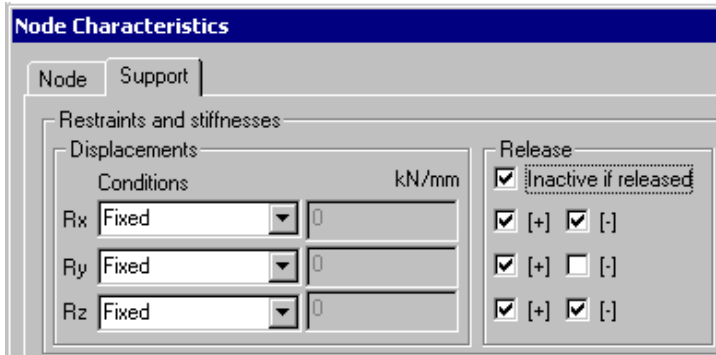 Node Characteristics
Node Support
Restraints and stiffnesses
Displacements Release
Conditions kN/mm Inactive if released
Rx Fixed 0 [+] [-]
Ry Fixed 0 [+] [-]
Rz Fixed 0 [+] [-]